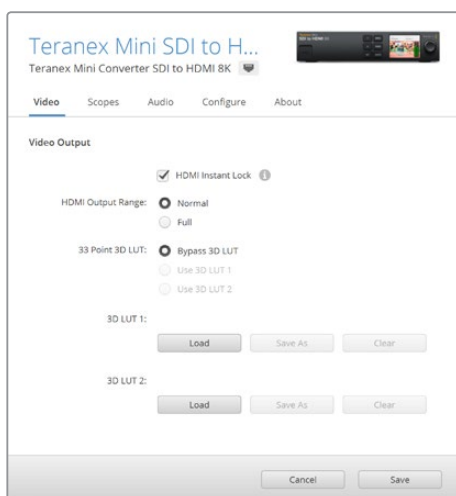 Teranex Mini SDI to H...
Teranex Mini Converter SDI to HDMI 8K
Video Scopes Audio Configure About
Video Output
HDMI Instant Lock
HDMI Output Range: Normal
Full
33 Point 3D LUT: Bypass 3D LUT
Use 3D LUT 1
Use 3D LUT 2
3D LUT 1:
Load Save As Clear
3D LUT 2:
Load Save As Clear
Cancel Save